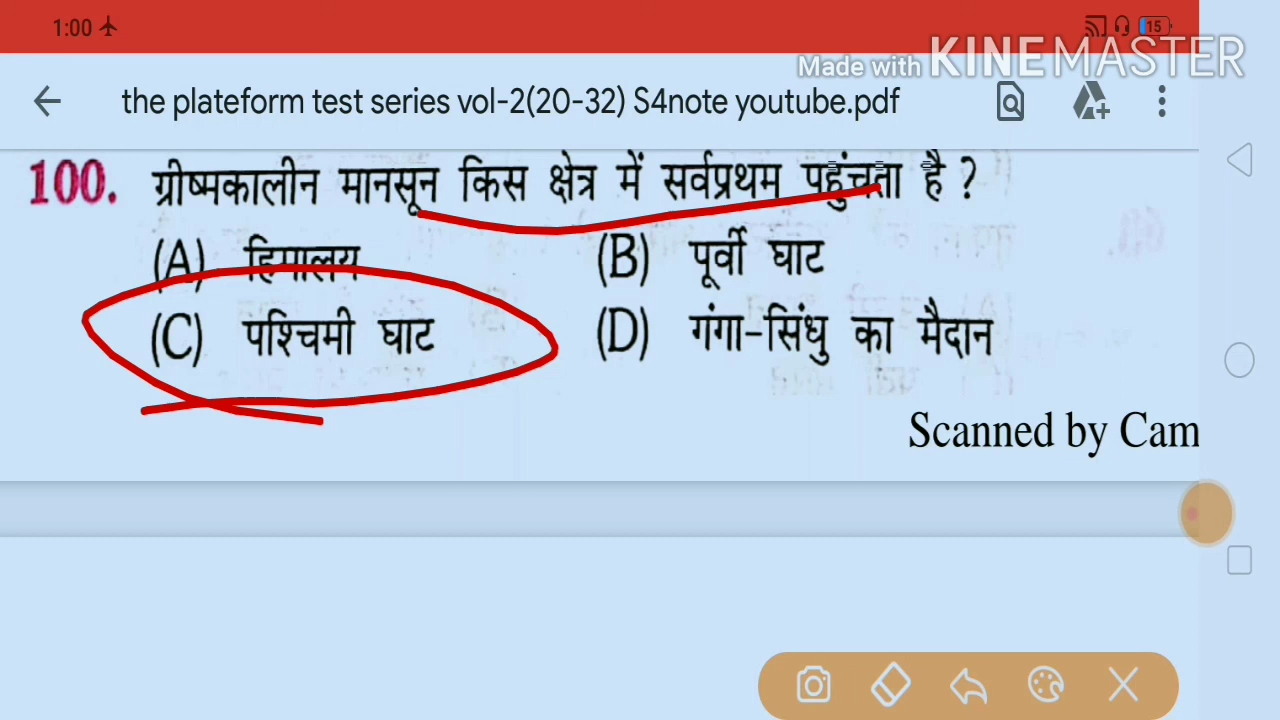 1:00
15
Made with KINEMASTER
the plateform test series vol-2(20-32) S4note youtube.pdf
100. ग्रीष्मकालीन मानसून किस क्षेत्र में सर्वप्रथम पहुंचता है ?
(A) हिमालय (B) पूर्वी घाट
(C) पश्चिमी घाट (D) गंगा-सिंधु का मैदान
Scanned by Cam